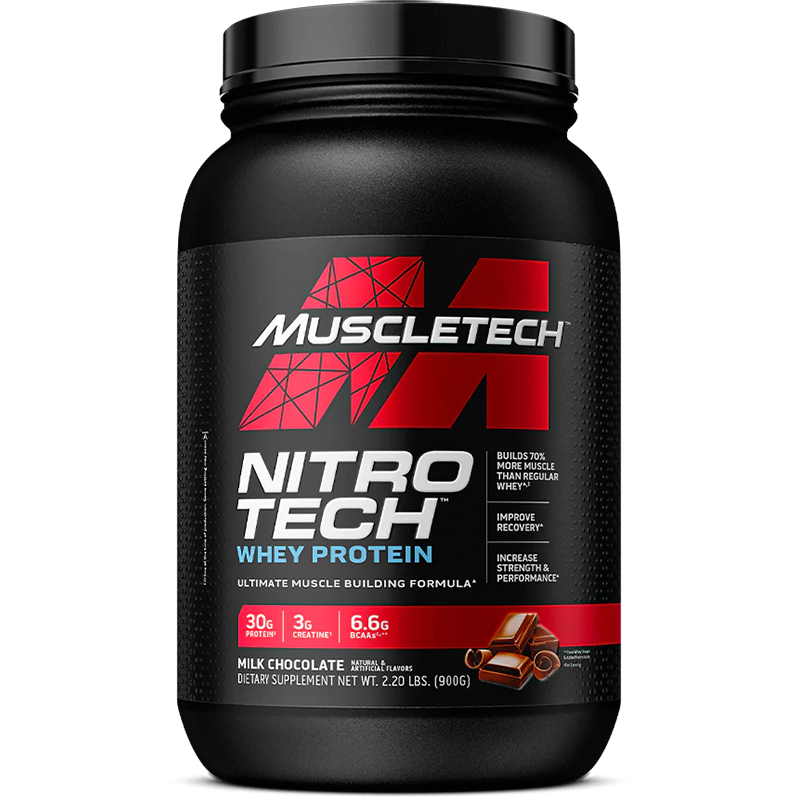 MUSCLETECH™
NITRO
TECH™
WHEY PROTEIN
ULTIMATE MUSCLE BUILDING FORMULA^
BUILDS 70%
MORE MUSCLE
THAN REGULAR
WHEY
IMPROVE
RECOVERY^
INCREASE
STRENGTH &
PERFORMANCE
30G
PROTEIN
3G
CREATINE
6.6G
BCAAs
MILK CHOCOLATE NATURAL &
ARTIFICIAL FLAVORS
DIETARY SUPPLEMENT NET WT. 2.20 LBS. (900G)